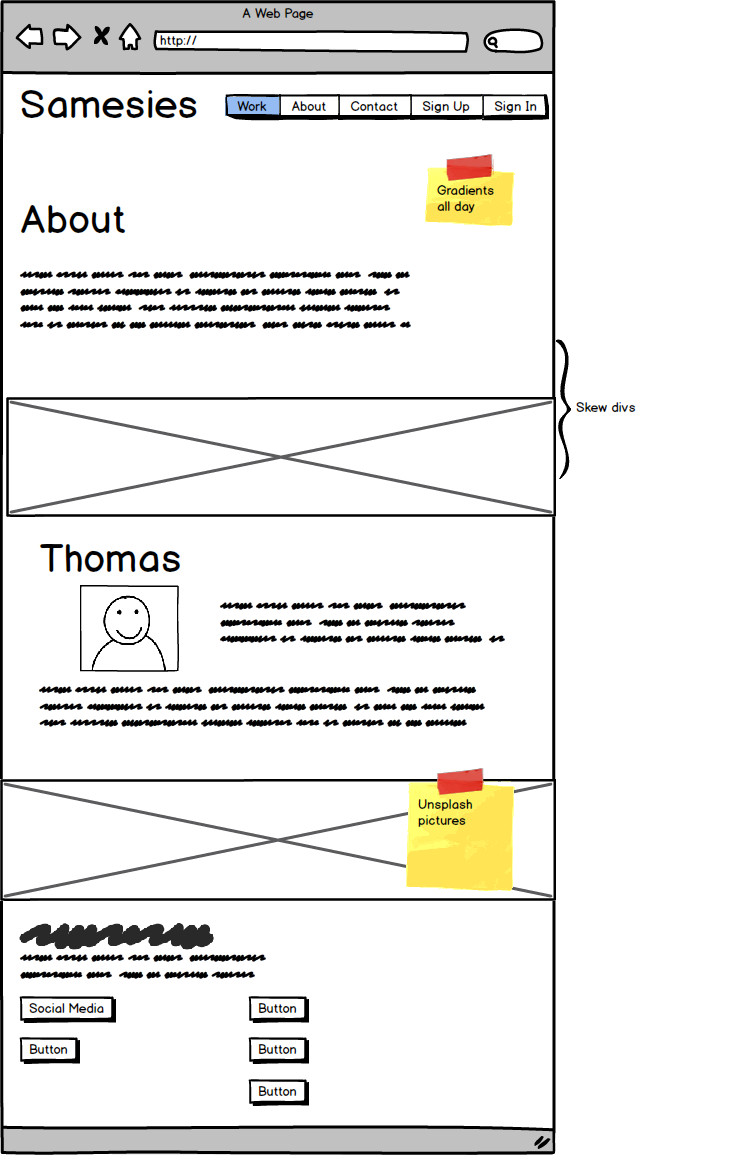 A Web Page
http://
Samesies
Work About Contact Sign Up Sign In
Gradients
all day
About
Skew divs
Thomas
Unsplash
pictures
Social Media Button
Button Button
Button